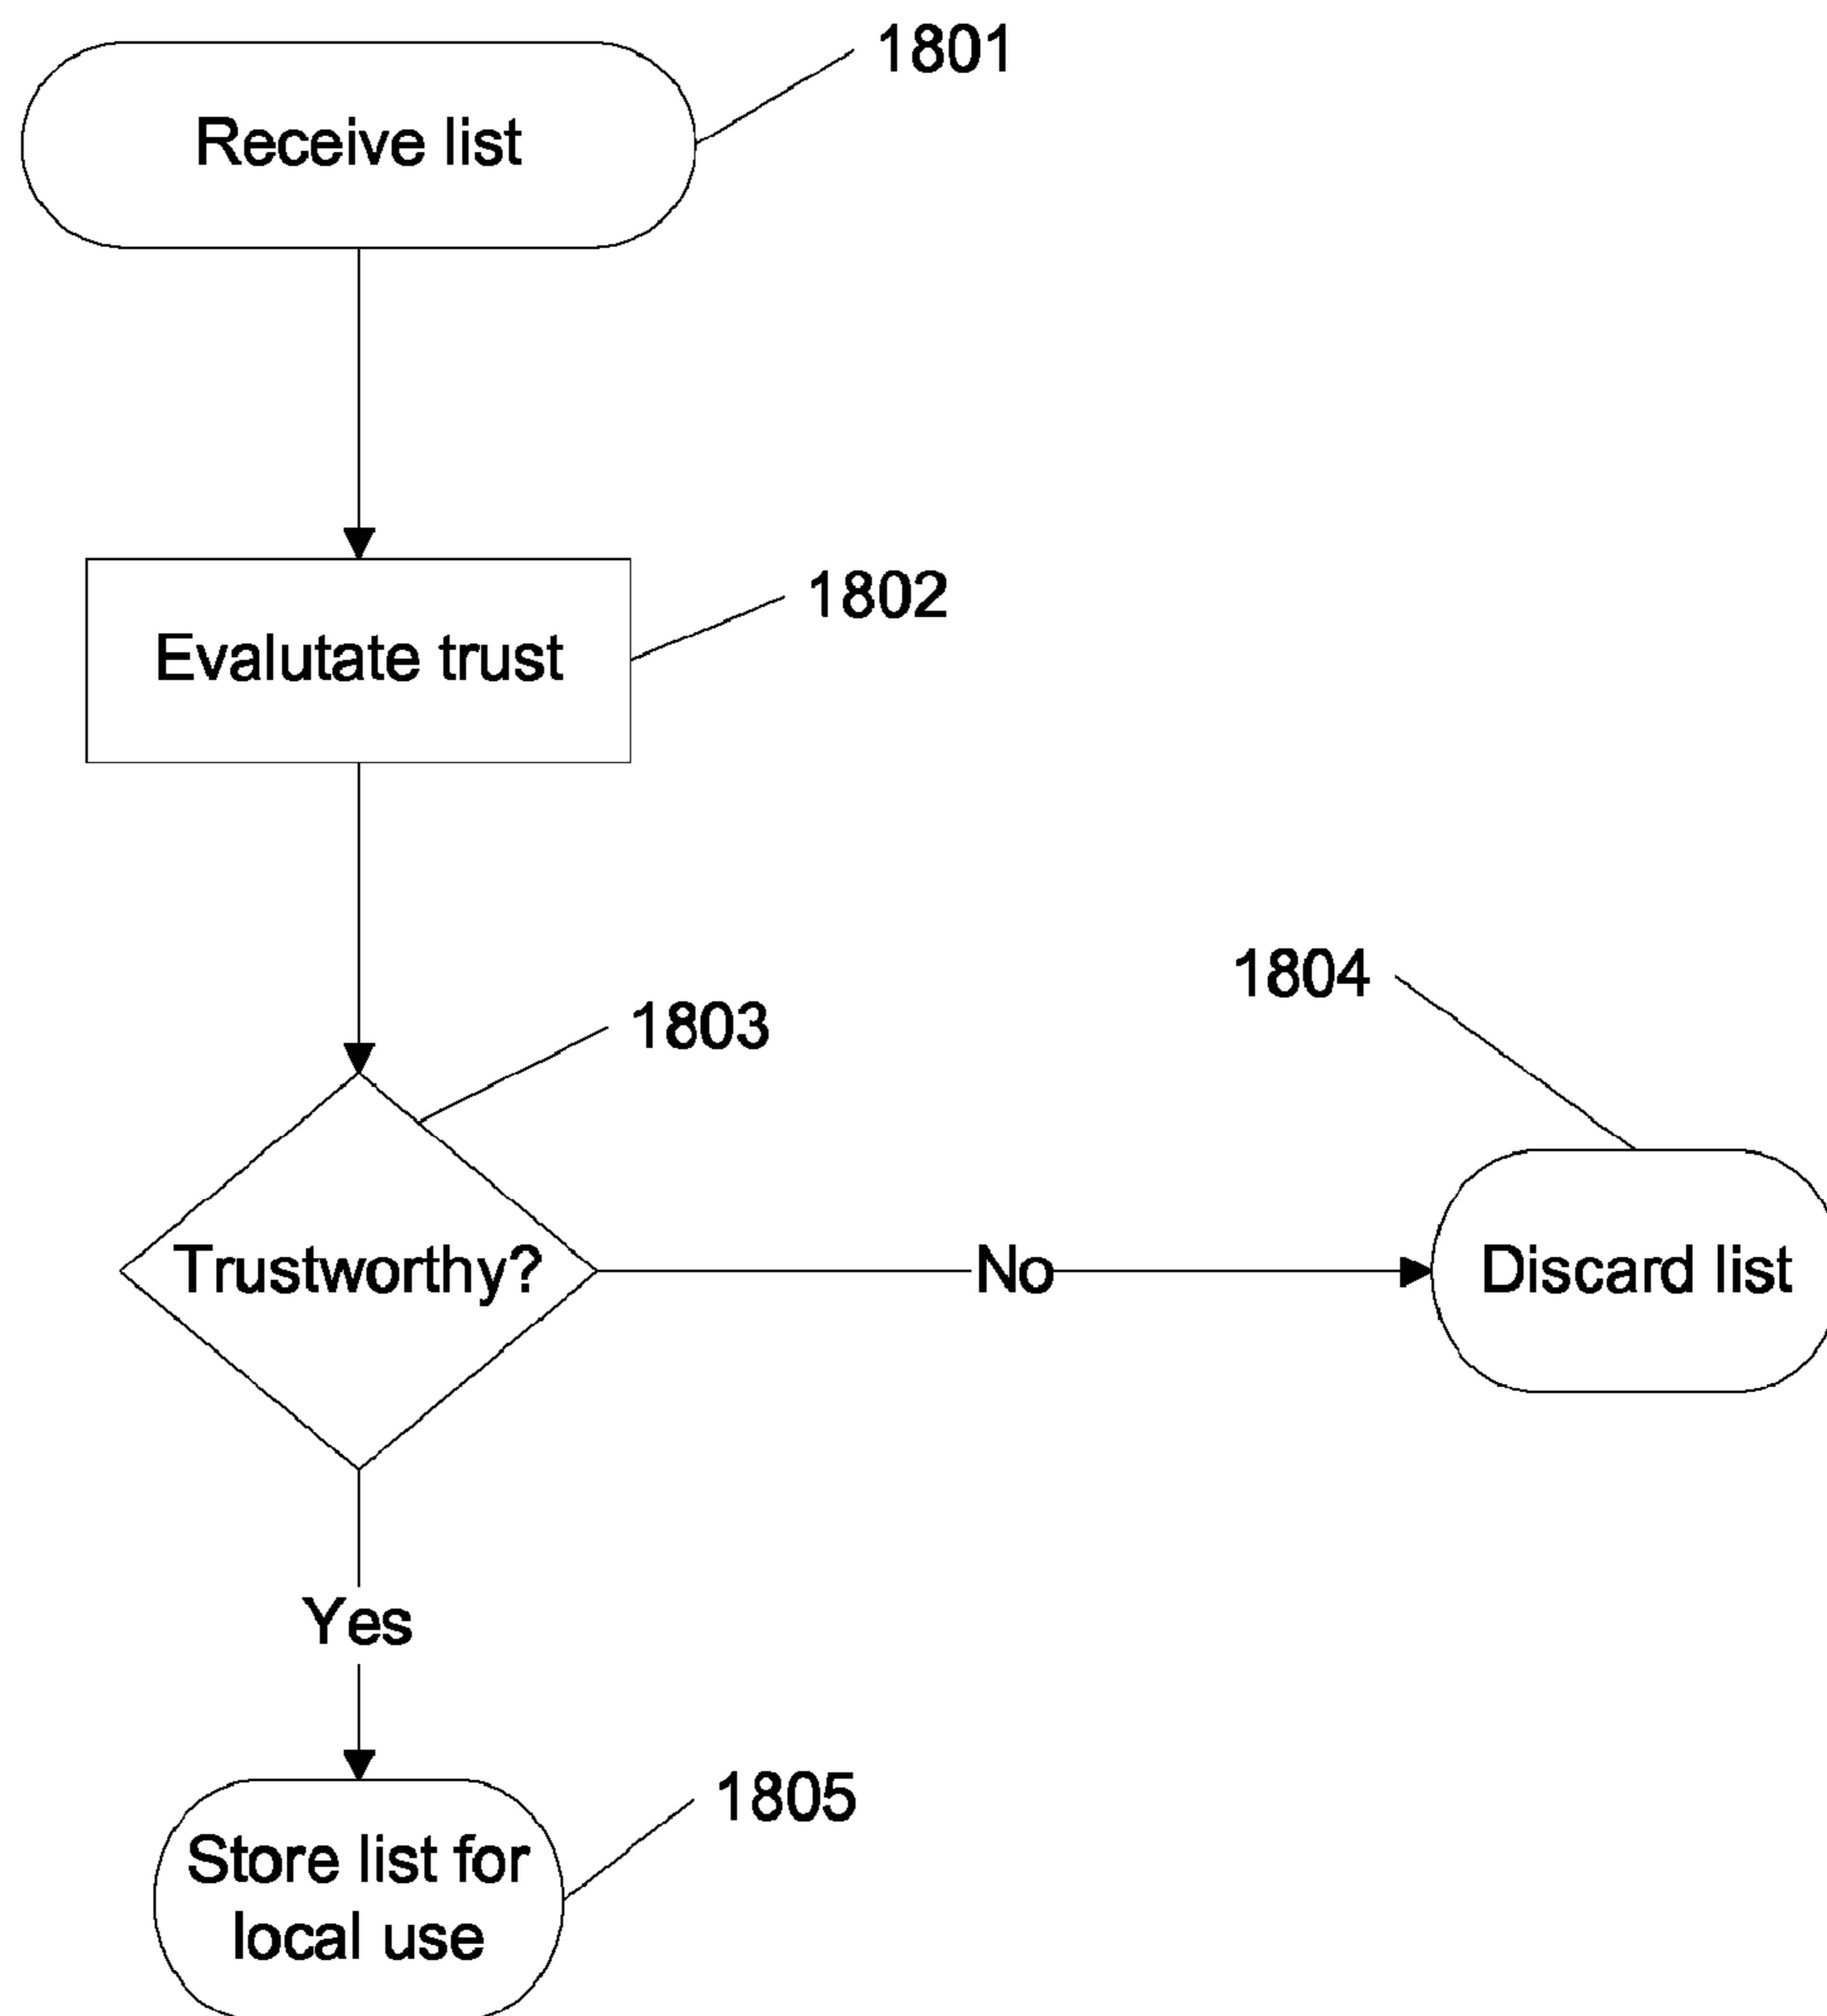 1801
Receive list
1802
Evalutate trust
1803
1804
Trustworthy?
No
Discard list
Yes
1805
Store list for
local use